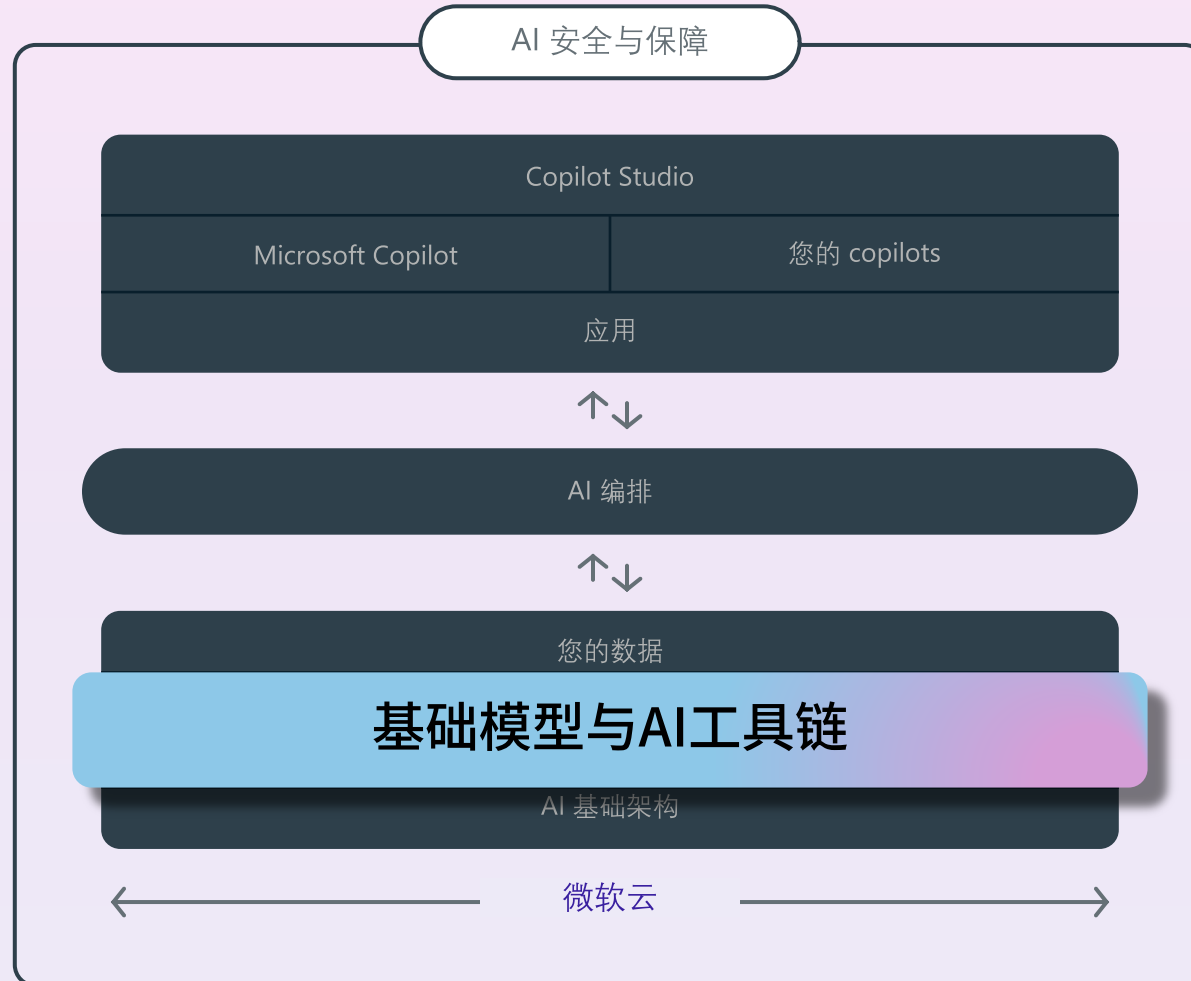 AI 安全与保障
Copilot Studio
Microsoft Copilot
您的 copilots
应用
AI 编排
您的数据
基础模型与AI工具链
AI 基础架构
微软云